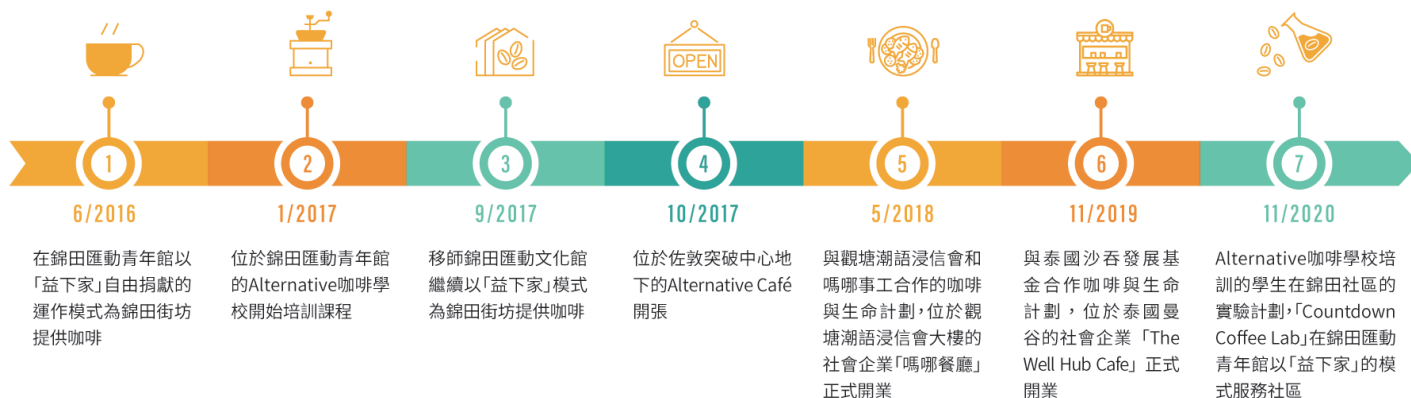 OPEN
1
2
3
4
5
6
7
6/2016
1/2017
9/2017
10/2017
5/2018
11/2019
11/2020
在錦田匯動青年館以
「益下家」自由捐獻的
運作模式為錦田街坊
提供咖啡
位於錦田匯動青年館
的Alternative咖啡學
校開始培訓課程
移師錦田匯動文化館
繼續以「益下家」模式
為錦田街坊提供咖啡
位於佐敦突破中心地
下的Alternative Café
開張
與觀塘潮語浸信會和
嗎哪事工合作的咖啡
與生命計劃,位於觀
塘潮語浸信會大樓的
社會企業「嗎哪餐廳」
正式開業
與泰國沙吞發展基
金合作咖啡與生命
計劃，位於泰國曼
谷的社會企業「The
Well Hub Cafe」正式
開業
Alternative咖啡學校培
訓的學生在錦田社區的
實驗計劃,「Countdown
Coffee Lab」在錦田匯動
青年館以「益下家」的模
式服務社區